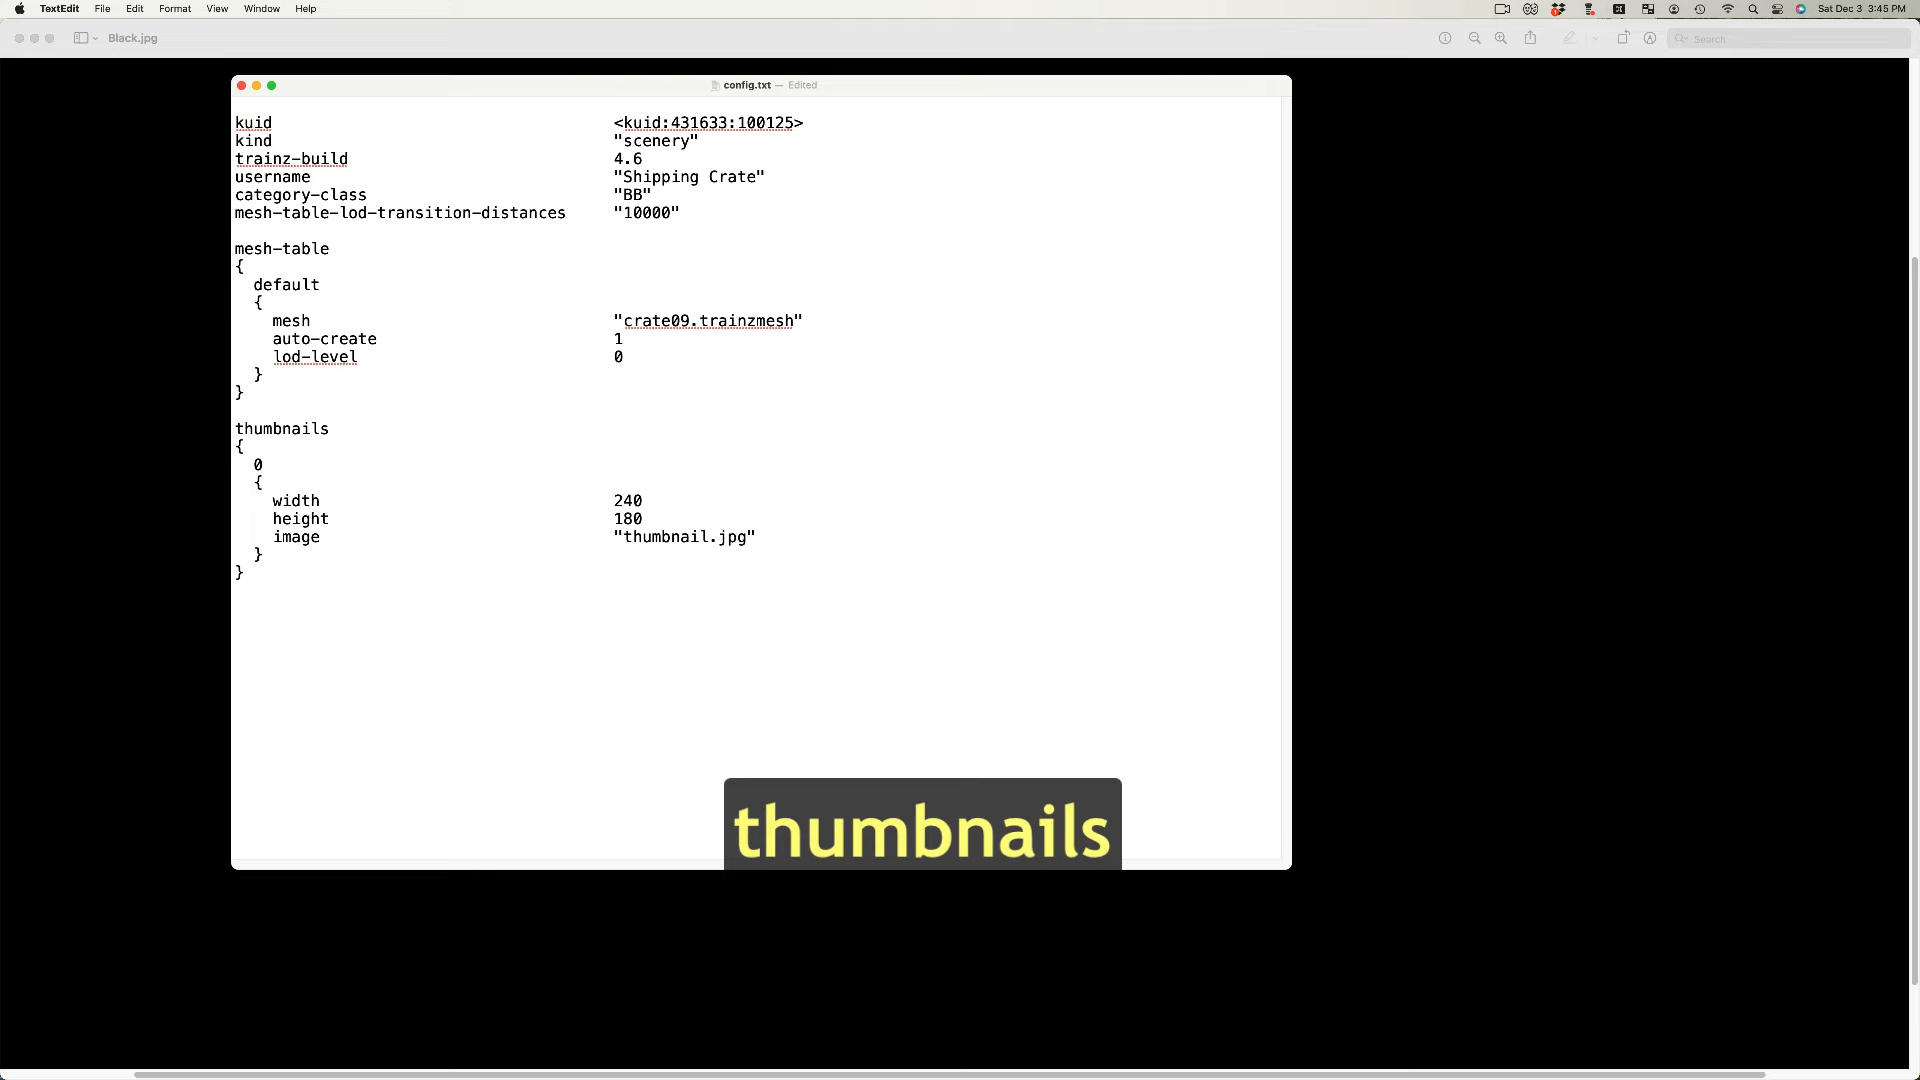 TextEdit File Edit Format View Window Help Sat Dec 3 3:45 PM
Black.jpg Search
config.txt — Edited
kuid <kuid:431633:100125>
kind "scenery"
trainz-build 4.6
username "Shipping Crate"
category-class "BB"
mesh-table-lod-transition-distances "10000"
mesh-table
{
default
{
mesh "crate09.trainzmesh"
auto-create 1
lod-level 0
}
}
thumbnails
{
0
{
width 240
height 180
image "thumbnail.jpg"
}
}
thumbnails